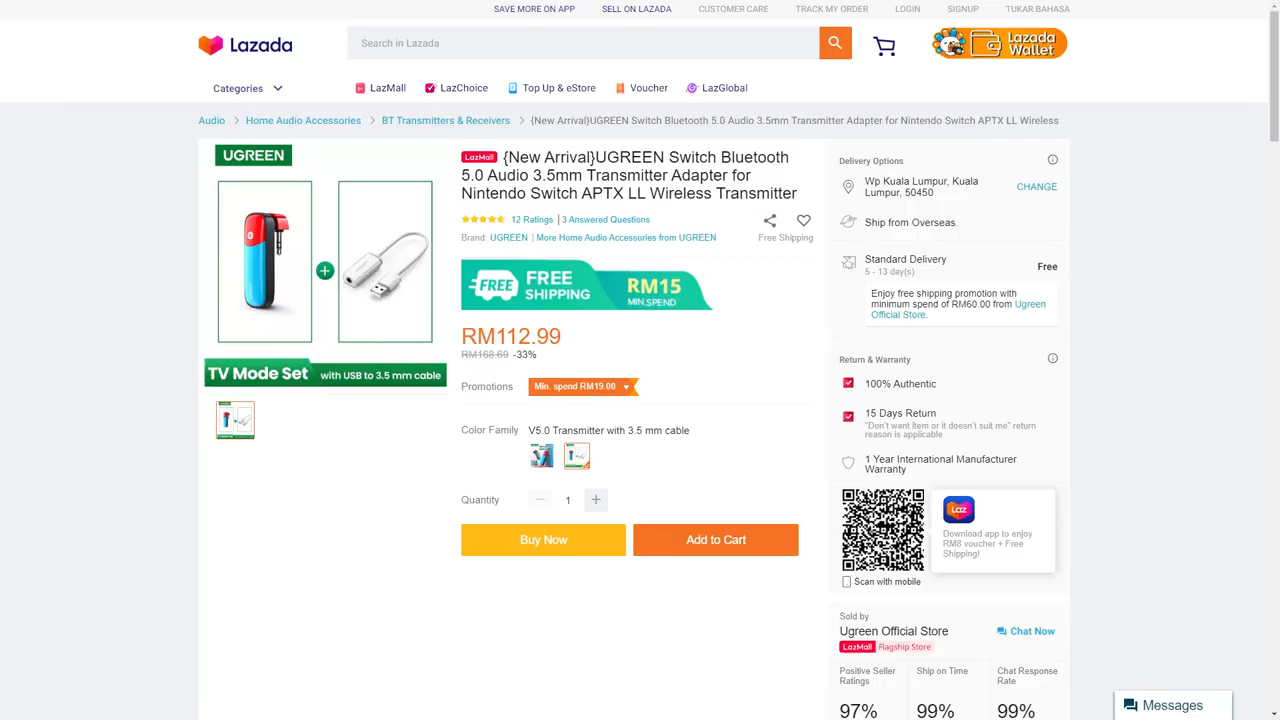 SAVE MORE ON APP
SELL ON LAZADA
CUSTOMER CARE
TRACK MY ORDER
LOGIN
SIGNUP
TUKAR BAHASA
Lazada
Search in Lazada
Lazada
Wallet
Categories
LazMall
LazChoice
Top Up & eStore
Voucher
LazGlobal
Audio
Home Audio Accessories
BT Transmitters & Receivers
{New Arrival}UGREEN Switch Bluetooth 5.0 Audio 3.5mm Transmitter Adapter for Nintendo Switch APTX LL Wireless
UGREEN
TV Mode Set with USB to 3.5 mm cable
LazMall {New Arrival}UGREEN Switch Bluetooth
5.0 Audio 3.5mm Transmitter Adapter for
Nintendo Switch APTX LL Wireless Transmitter
12 Ratings | 3 Answered Questions
Brand: UGREEN | More Home Audio Accessories from UGREEN
Free Shipping
FREE
FREE
SHIPPING
RM15
MIN.SPEND
RM112.99
RM168.69 -33%
Promotions
Min. spend RM19.00
Color Family
V5.0 Transmitter with 3.5 mm cable
Quantity
1
Buy Now
Add to Cart
Delivery Options
Wp Kuala Lumpur, Kuala
Lumpur, 50450
CHANGE
Ship from Overseas.
Standard Delivery
5 - 13 day(s)
Free
Enjoy free shipping promotion with
minimum spend of RM60.00 from Ugreen
Official Store.
Return & Warranty
100% Authentic
15 Days Return
"Don't want item or it doesn't suit me" return
reason is applicable
1 Year International Manufacturer
Warranty
Laz
Download app to enjoy
RM8 voucher + Free
Shipping!
Scan with mobile
Sold by
Ugreen Official Store
Chat Now
LazMall Flagship Store
Positive Seller
Ratings
97%
Ship on Time
99%
Chat Response
Rate
99%
Messages